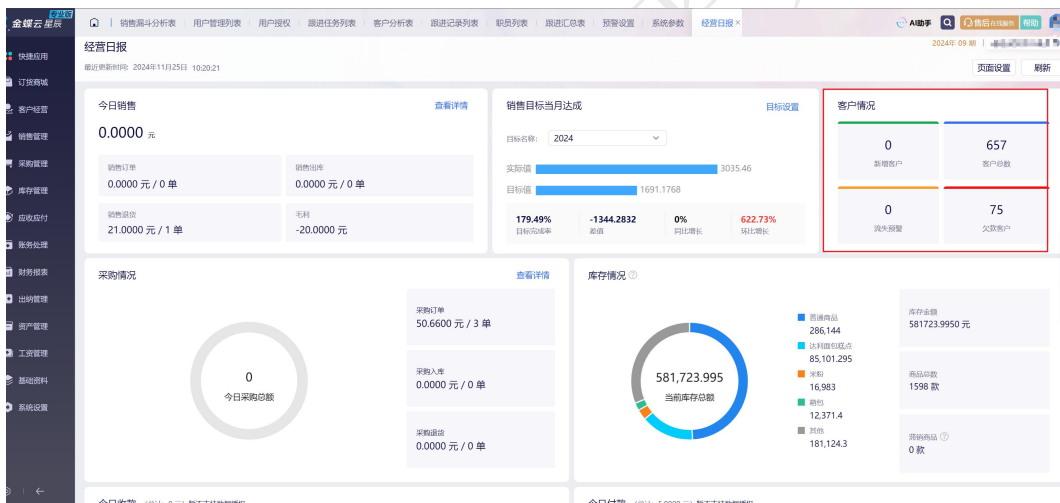 金蝶云星辰 专业版
销售漏斗分析表 用户管理列表 用户授权 跟进任务列表 客户分析表 跟进记录列表 职员列表 跟进汇总表 预警设置 系统参数 经营日报 ×
AI助手 售后在线服务 帮助
经营日报
2024年 09 期
最近更新时间: 2024年11月25日 10:20:21
页面设置 刷新
快捷应用
订货商城
客户经营
销售管理
采购管理
库存管理
应收应付
账务处理
财务报表
出纳管理
资产管理
工资管理
基础资料
系统设置
今日销售 查看详情
0.0000 元
销售订单 销售出库
0.0000 元 / 0 单 0.0000 元 / 0 单
销售退货 毛利
21.0000 元 / 1 单 -20.0000 元
销售目标当月达成 目标设置
目标名称: 2024
实际值 3035.46
目标值 1691.1768
179.49% -1344.2832 0% 622.73%
目标完成率 差值 同比增长 环比增长
客户情况
0 657
新增客户 客户总数
0 75
流失预警 欠款客户
采购情况 查看详情
0
今日采购总额
采购订单
50.6600 元 / 3 单
采购入库
0.0000 元 / 0 单
采购退货
0.0000 元 / 0 单
库存情况
581,723.995
当前库存总额
普通商品
286,144
达利面包糕点
85,101.295
米粉
16,983
箱包
12,371.4
其他
181,124.3
库存金额
581723.9950 元
商品总数
1598 款
滞销商品
0 款